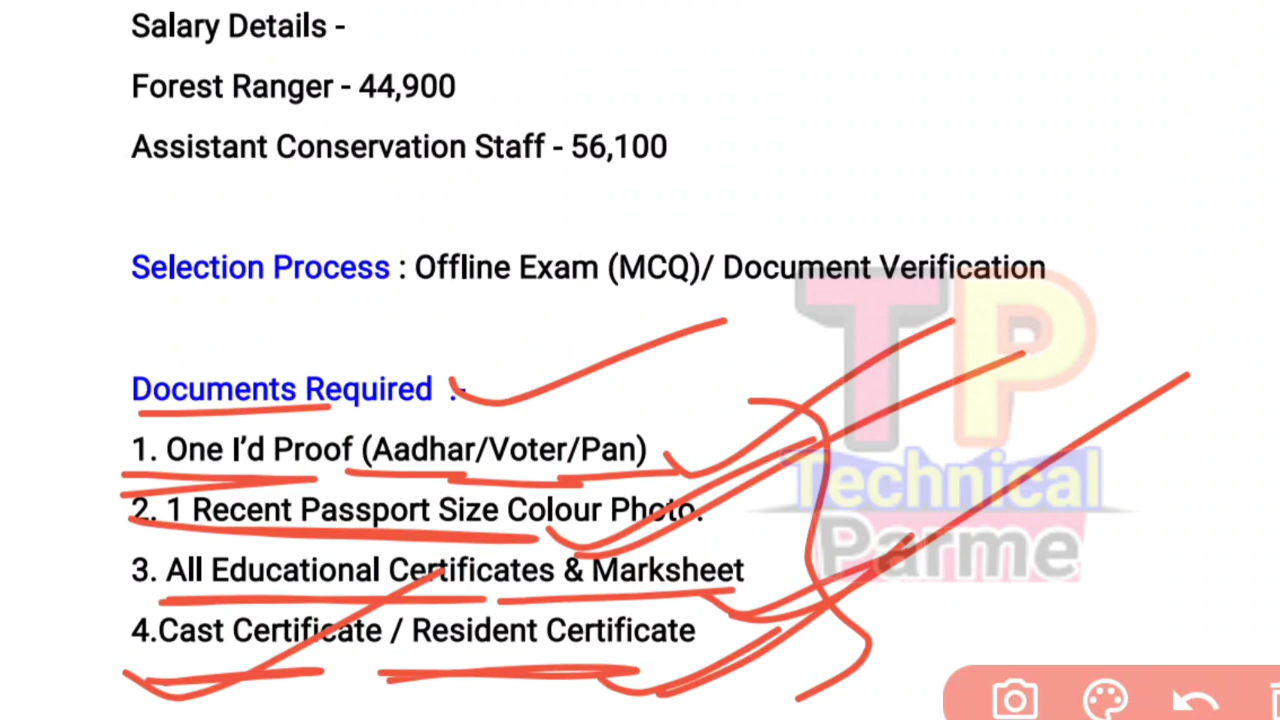 Salary Details -
Forest Ranger - 44,900
Assistant Conservation Staff - 56,100
Selection Process : Offline Exam (MCQ)/ Document Verification
Documents Required :-
1. One I'd Proof (Aadhar/Voter/Pan)
2. 1 Recent Passport Size Colour Photo.
3. All Educational Certificates & Marksheet
4.Cast Certificate / Resident Certificate
TP
Technical
Parme